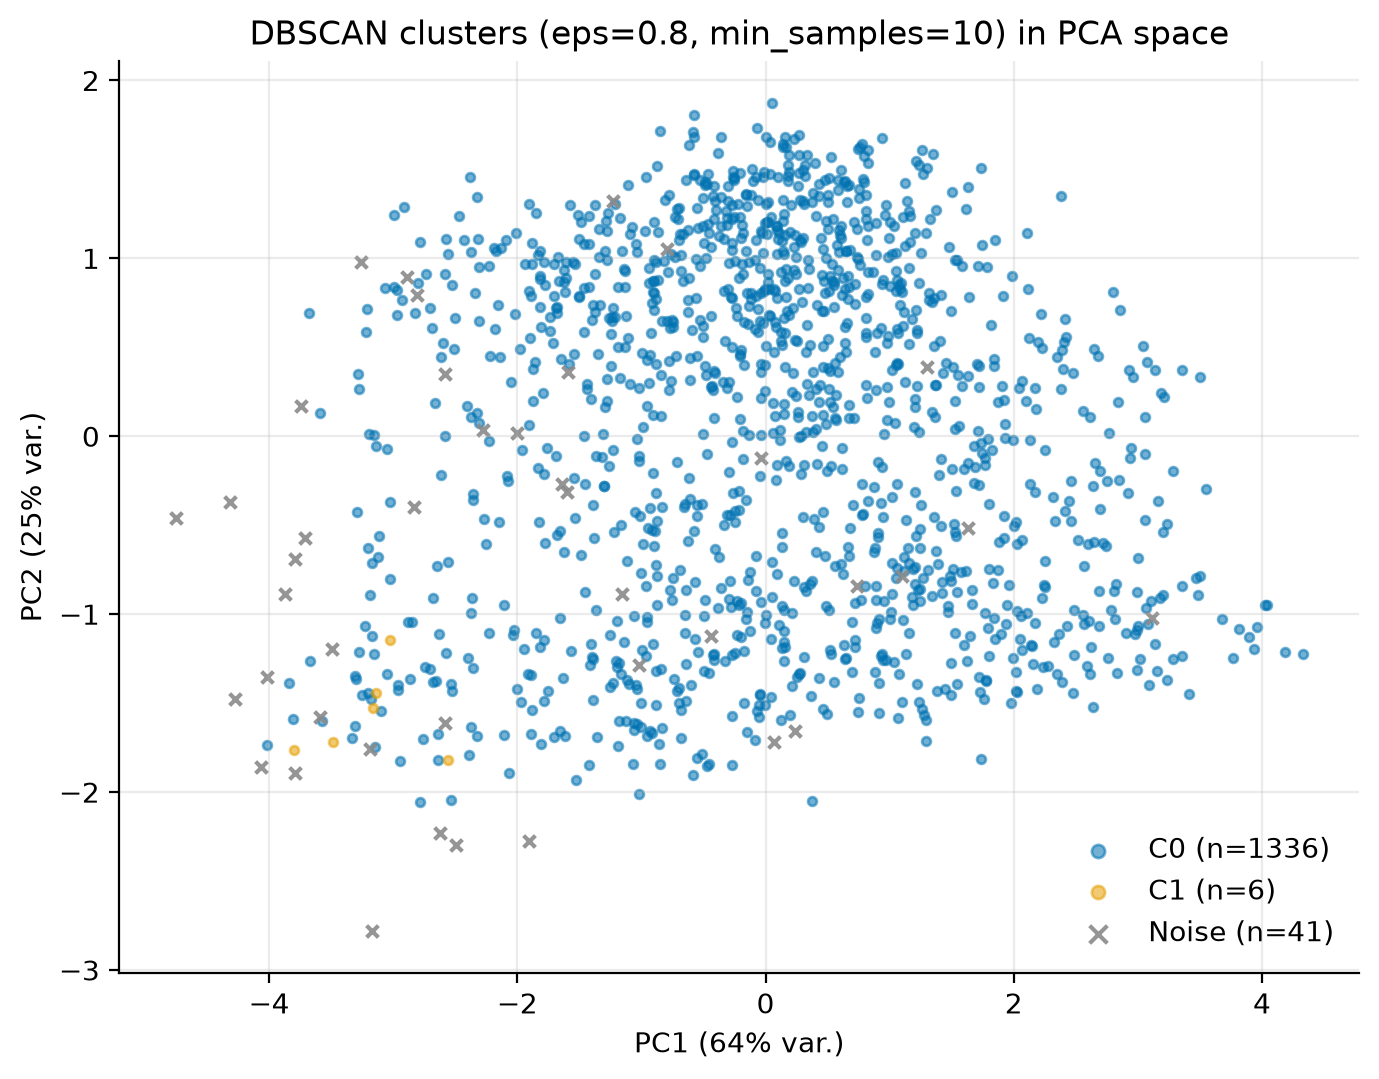 DBSCAN clusters (eps=0.8, min_samples=10) in PCA space
2
1
0
−1
−2
−3
PC2 (25% var.)
−4
−2
0
2
4
PC1 (64% var.)
C0 (n=1336)
C1 (n=6)
Noise (n=41)